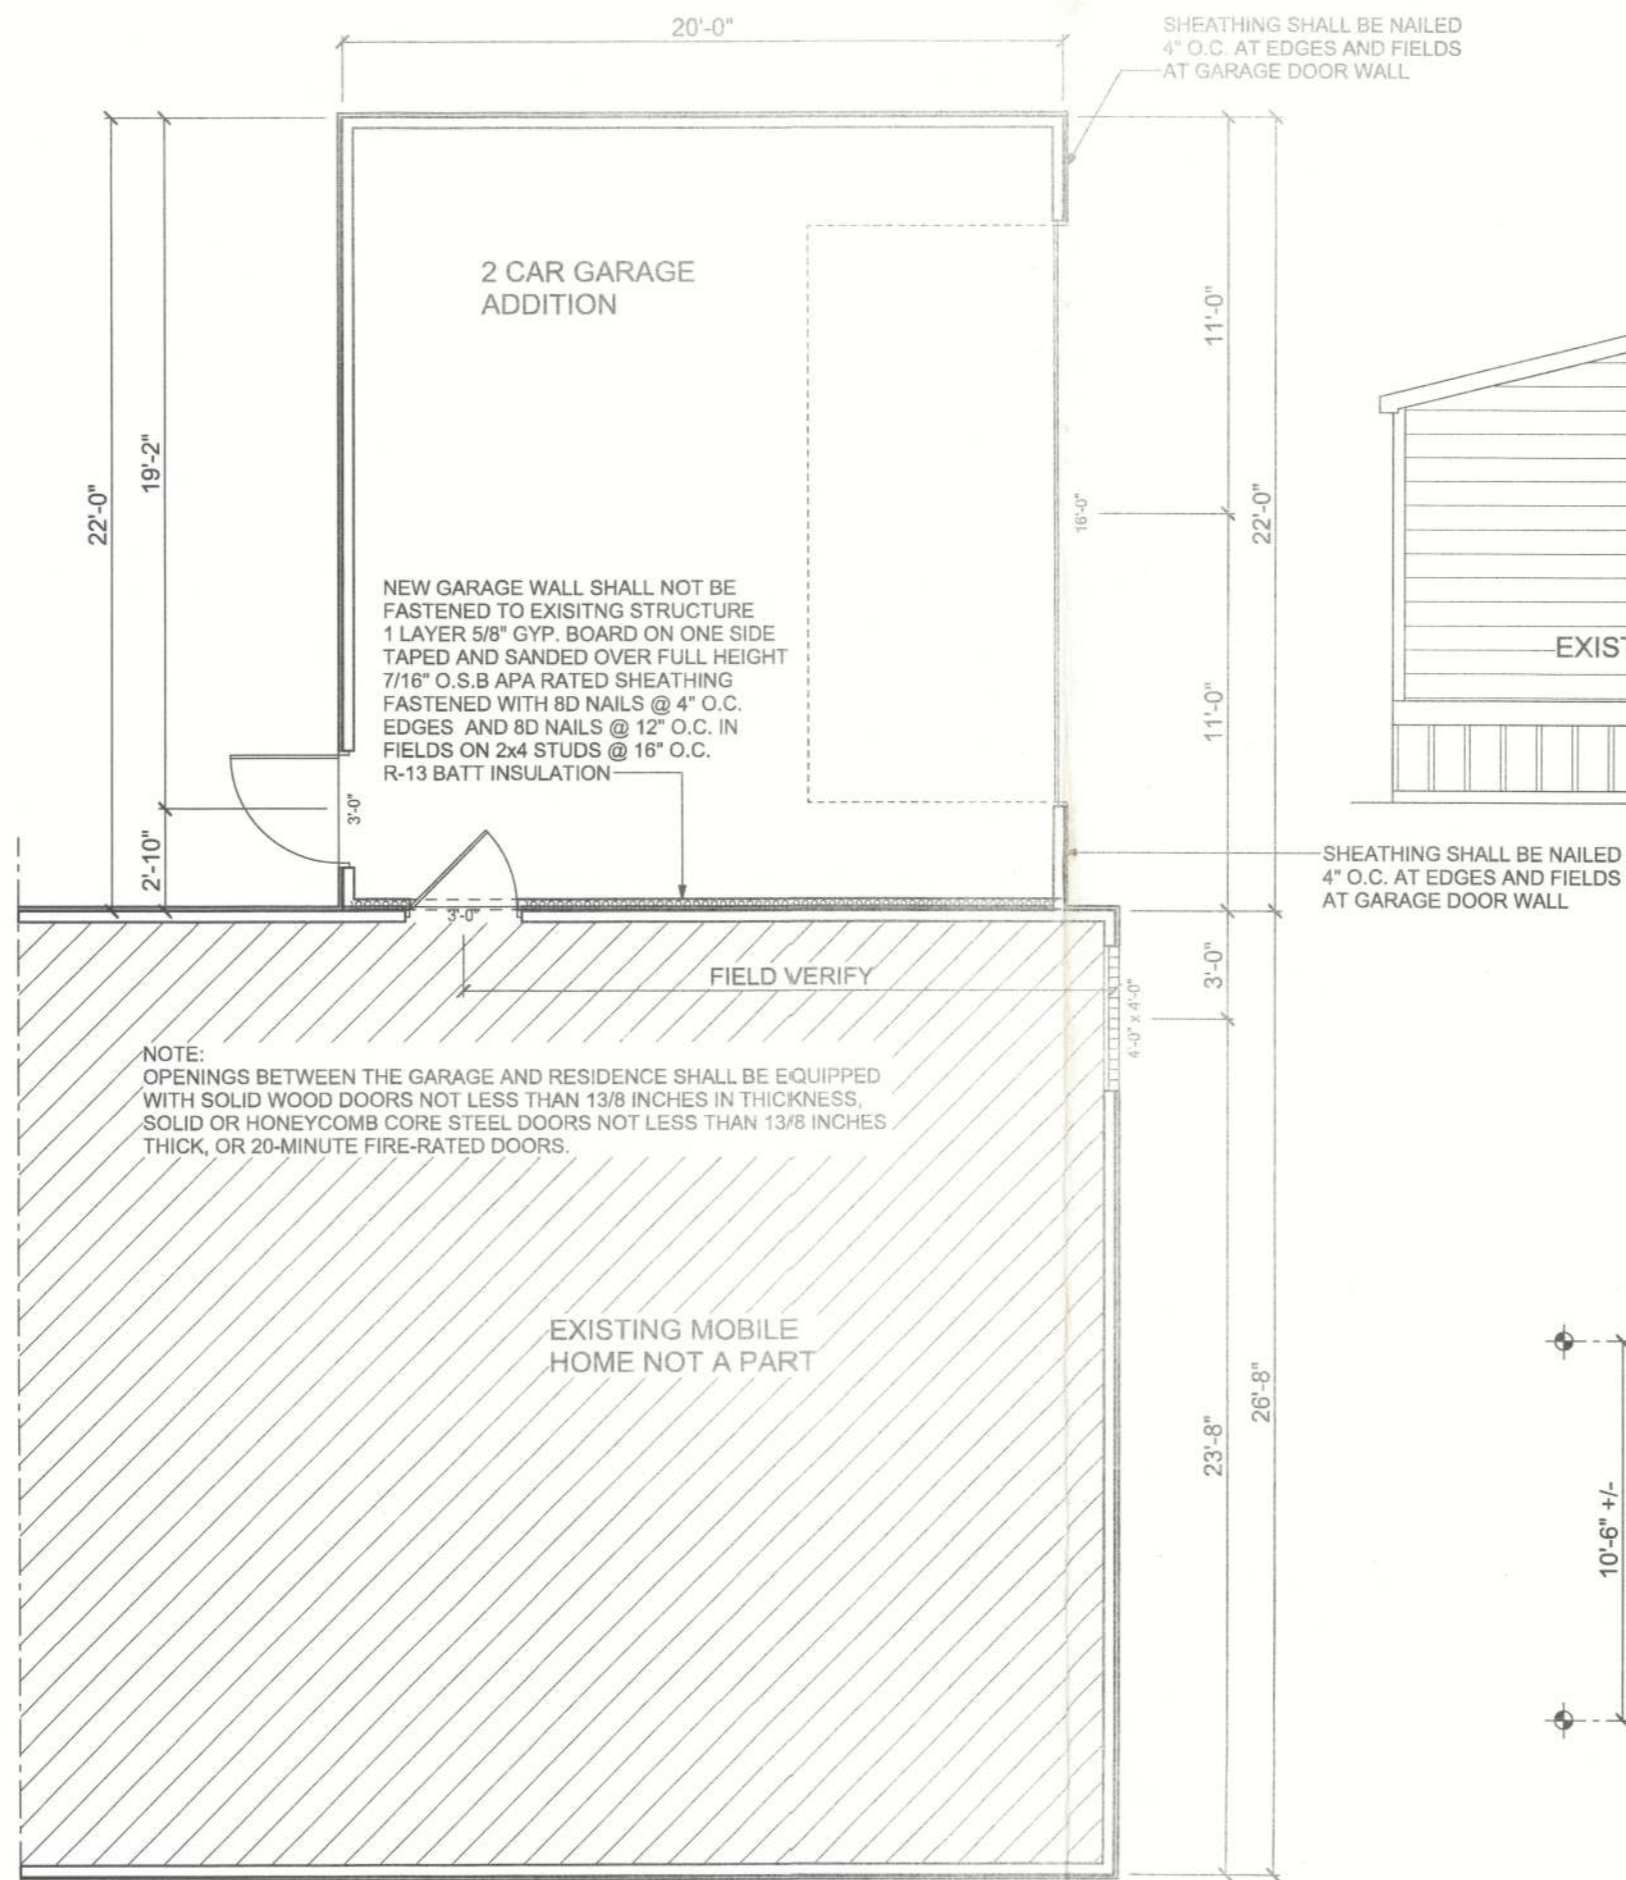 20'-0"
SHEATHING SHALL BE NAILED
4" O.C. AT EDGES AND FIELDS
AT GARAGE DOOR WALL
2 CAR GARAGE
ADDITION
11'-0"
19'-2"
22'-0"
16'-0"
22'-0"
NEW GARAGE WALL SHALL NOT BE
FASTENED TO EXISITNG STRUCTURE
1 LAYER 5/8" GYP. BOARD ON ONE SIDE
TAPED AND SANDED OVER FULL HEIGHT
7/16" O.S.B APA RATED SHEATHING
FASTENED WITH 8D NAILS @ 4" O.C.
EDGES AND 8D NAILS @ 12" O.C. IN
FIELDS ON 2x4 STUDS @ 16" O.C.
R-13 BATT INSULATION
EXIST
11'-0"
3'-0"
2'-10"
SHEATHING SHALL BE NAILED
4" O.C. AT EDGES AND FIELDS
AT GARAGE DOOR WALL
3'-0"
FIELD VERIFY
3'-0"
4'-0" x 4'-0"
NOTE:
OPENINGS BETWEEN THE GARAGE AND RESIDENCE SHALL BE EQUIPPED
WITH SOLID WOOD DOORS NOT LESS THAN 13/8 INCHES IN THICKNESS,
SOLID OR HONEYCOMB CORE STEEL DOORS NOT LESS THAN 13/8 INCHES
THICK, OR 20-MINUTE FIRE-RATED DOORS.
EXISTING MOBILE
HOME NOT A PART
26'-8"
23'-8"
10'-6" +/-